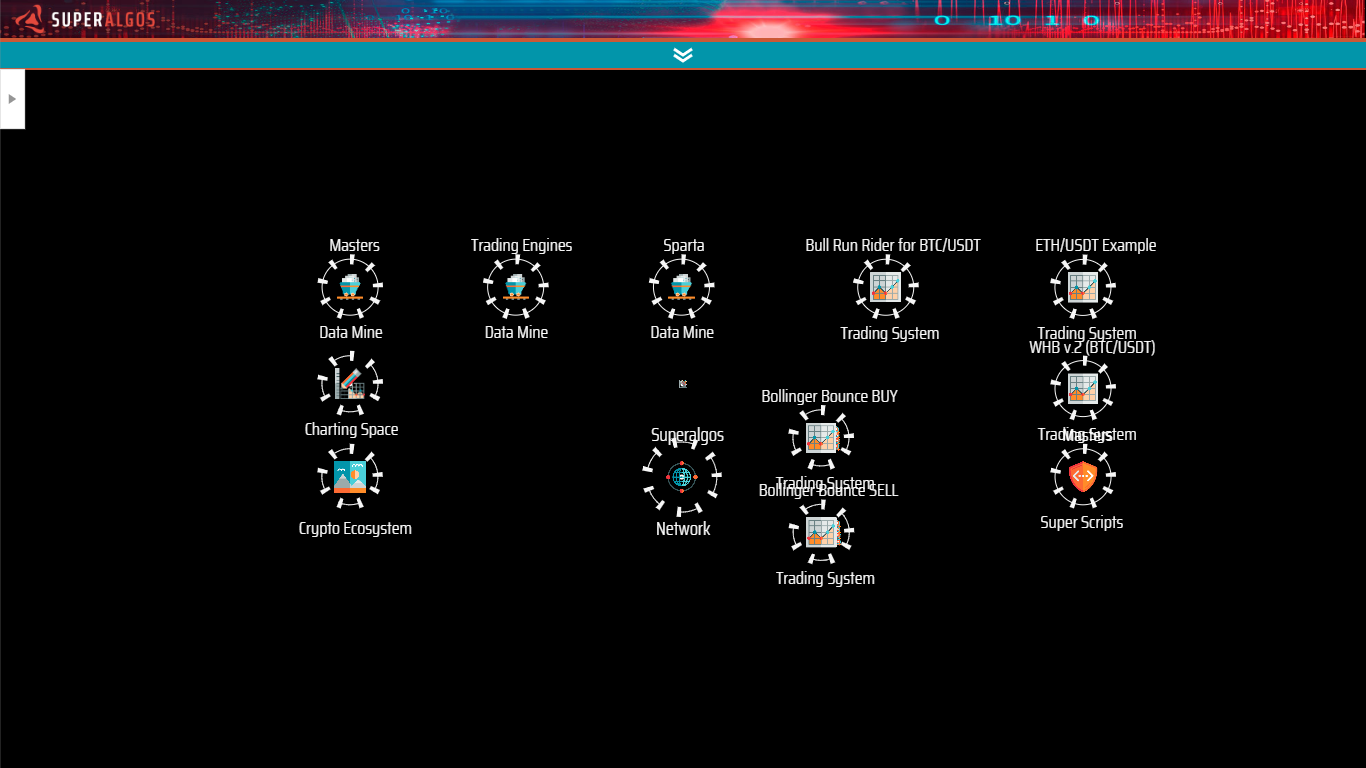 SUPERALGOS
0 10 1 0
Masters
Data Mine
Trading Engines
Data Mine
Sparta
Data Mine
Bull Run Rider for BTC/USDT
Trading System
ETH/USDT Example
Trading System
Charting Space
WHB v.2 (BTC/USDT)
Trading System
Bollinger Bounce BUY
Trading System
Crypto Ecosystem
Superalgos
Network
Bollinger Bounce SELL
Trading System
Masters
Super Scripts